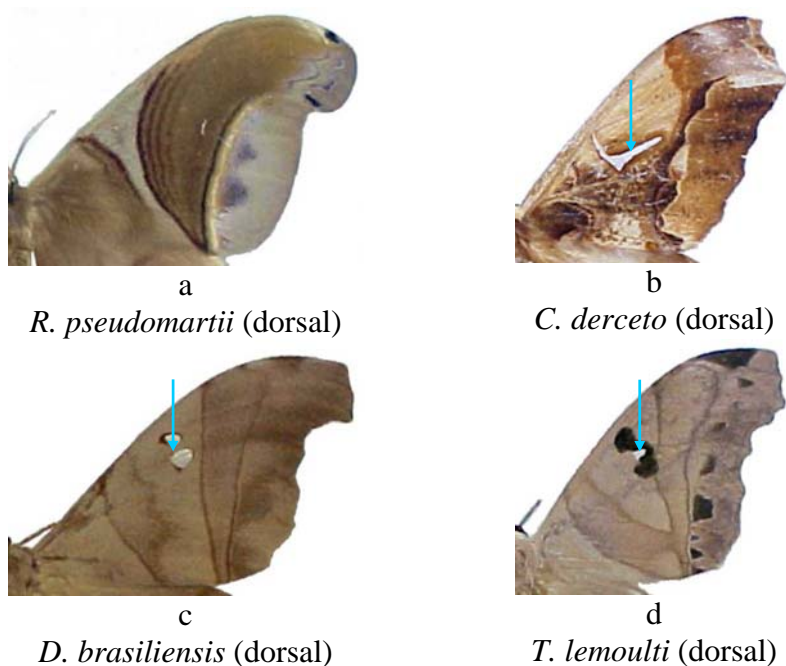 a
R. pseudomartii (dorsal)
b
C. derceto (dorsal)
c
D. brasiliensis (dorsal)
d
T. lemoulti (dorsal)